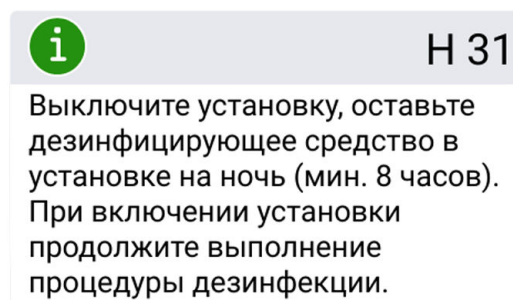 i
H 31
Выключите установку, оставьте
дезинфицирующее средство в
установке на ночь (мин. 8 часов).
При включении установки
продолжите выполнение
процедуры дезинфекции.